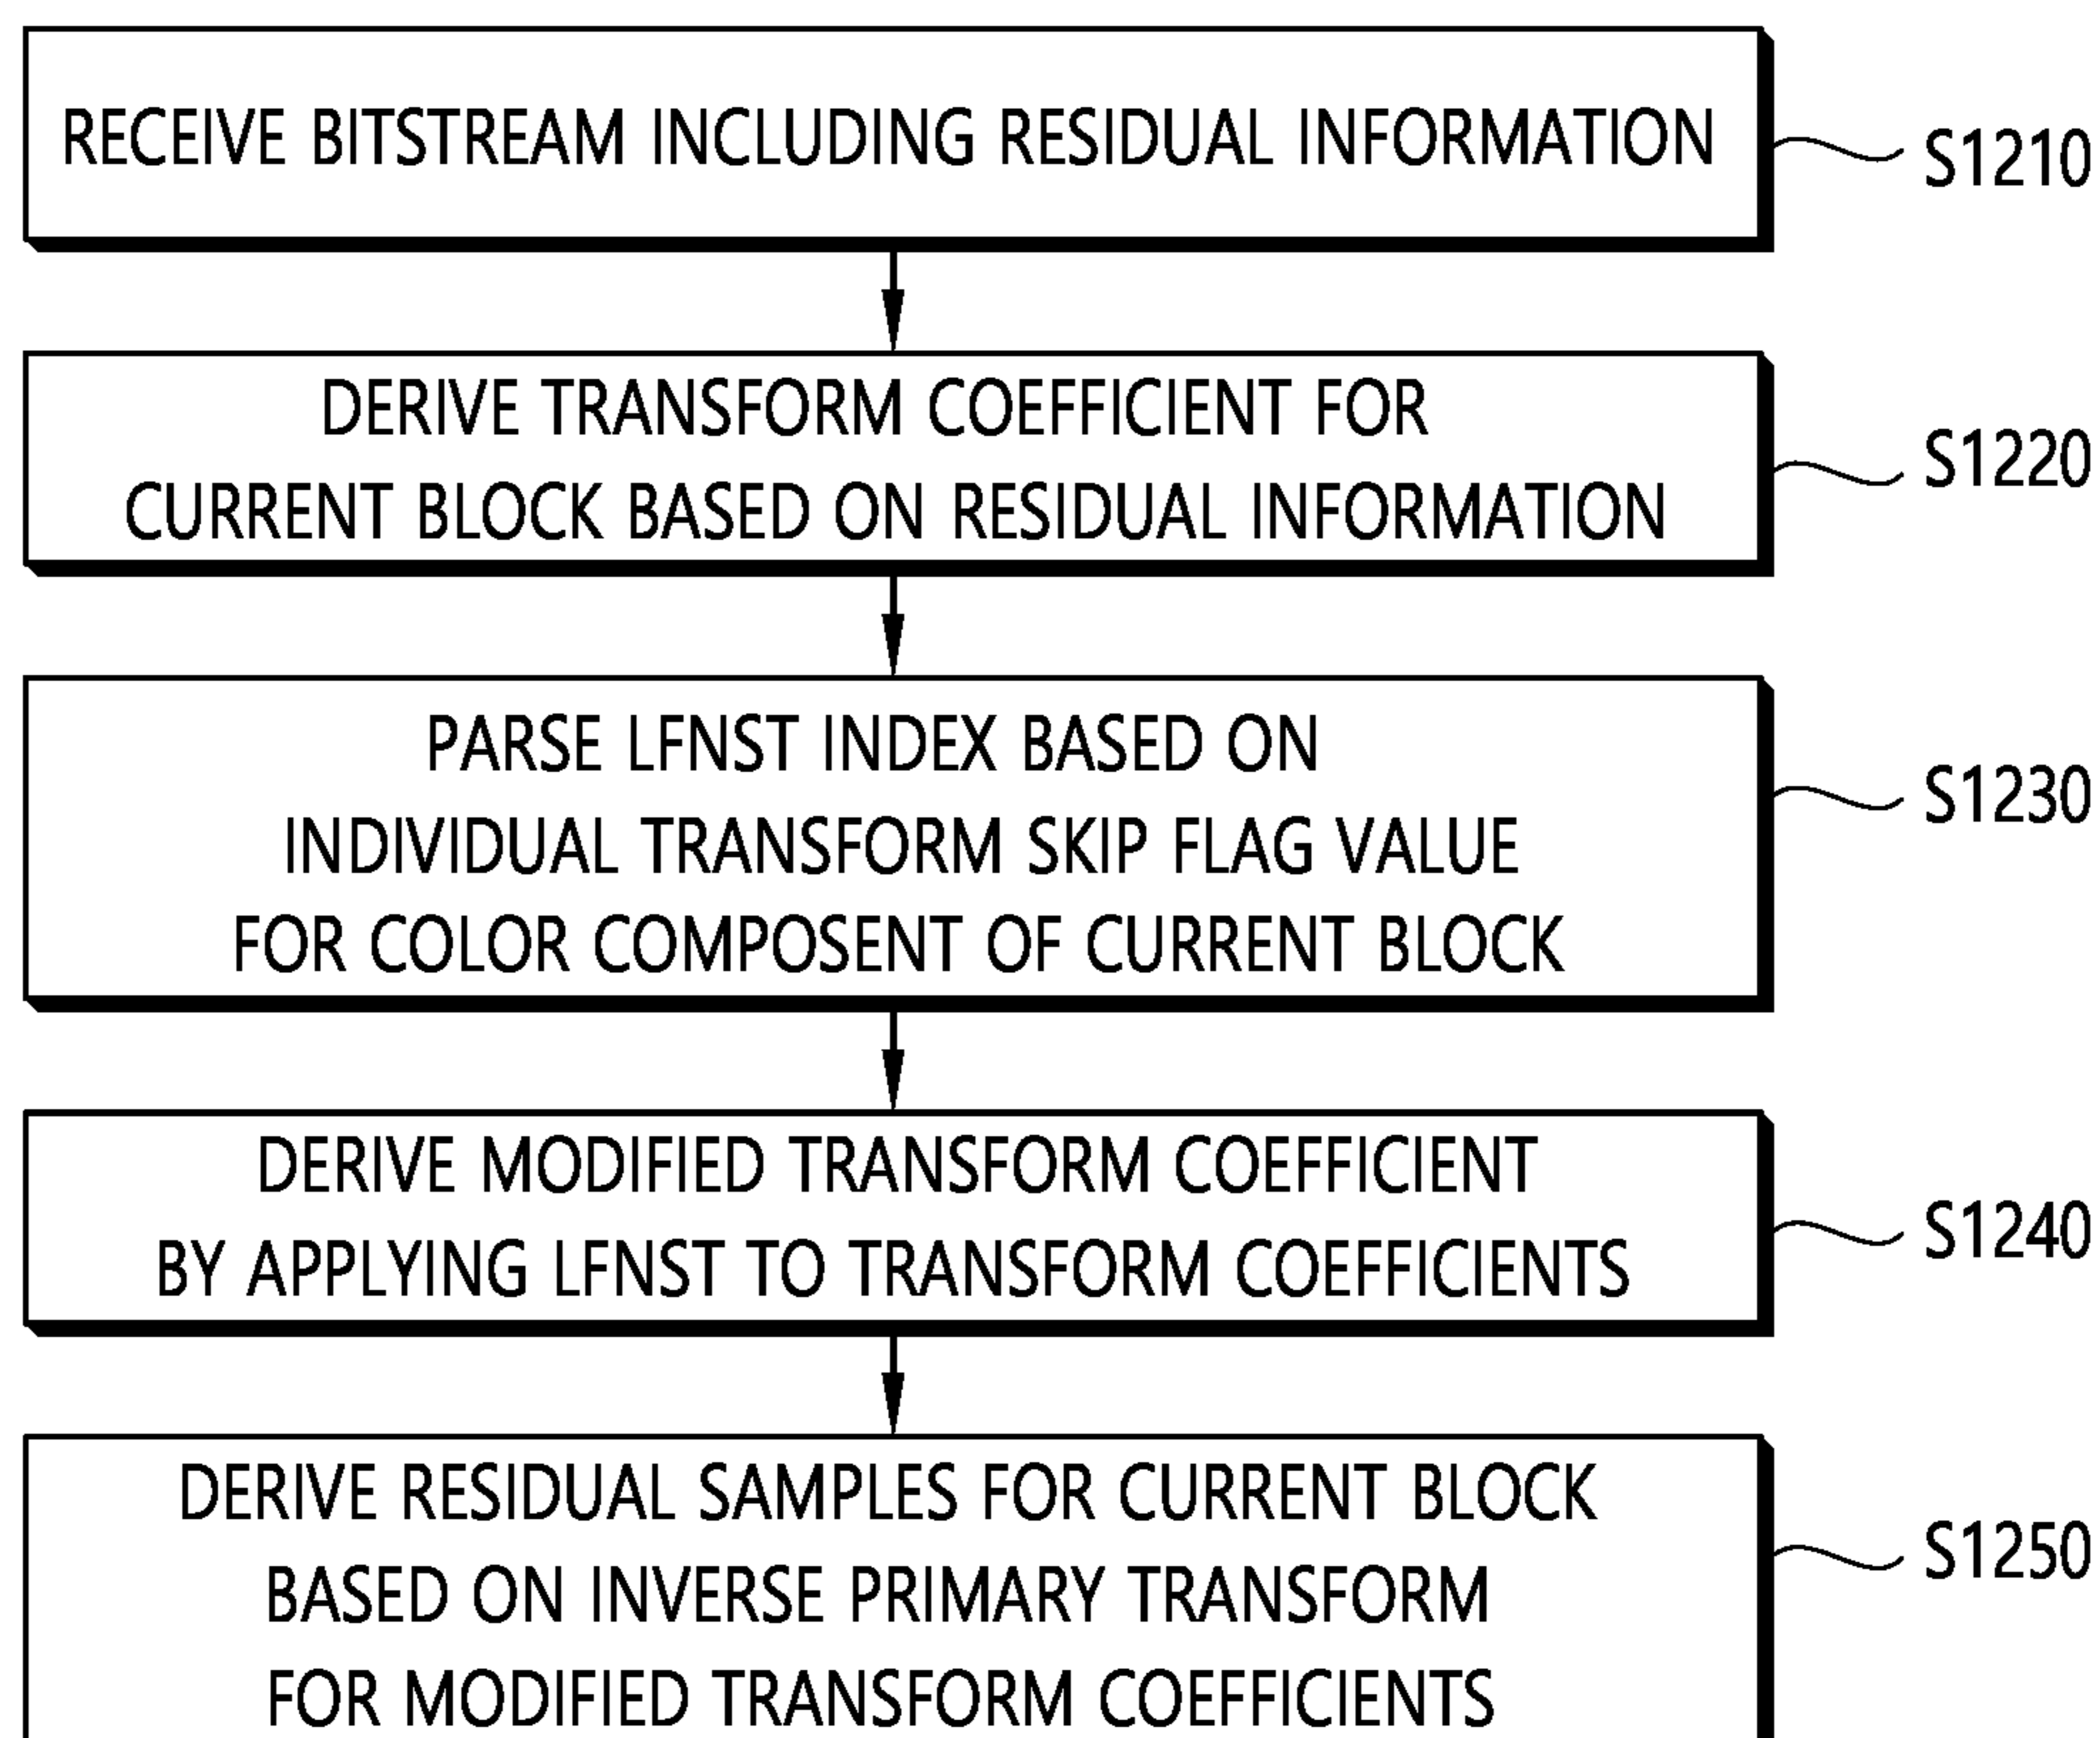 RECEIVE BITSTREAM INCLUDING RESIDUAL INFORMATION
S1210
DERIVE TRANSFORM COEFFICIENT FOR
CURRENT BLOCK BASED ON RESIDUAL INFORMATION
S1220
PARSE LFNST INDEX BASED ON
INDIVIDUAL TRANSFORM SKIP FLAG VALUE
FOR COLOR COMPOSENT OF CURRENT BLOCK
S1230
DERIVE MODIFIED TRANSFORM COEFFICIENT
BY APPLYING LFNST TO TRANSFORM COEFFICIENTS
S1240
DERIVE RESIDUAL SAMPLES FOR CURRENT BLOCK
BASED ON INVERSE PRIMARY TRANSFORM
FOR MODIFIED TRANSFORM COEFFICIENTS
S1250